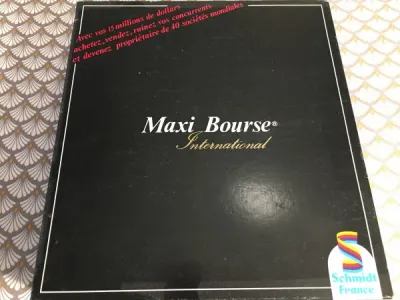 Avec vos 15 millions de dollars
achetez, vendez, ruinez vos concurrents
et devenez propriétaire de 40 sociétés mondiales
Maxi Bourse®
International
Schmidt
France